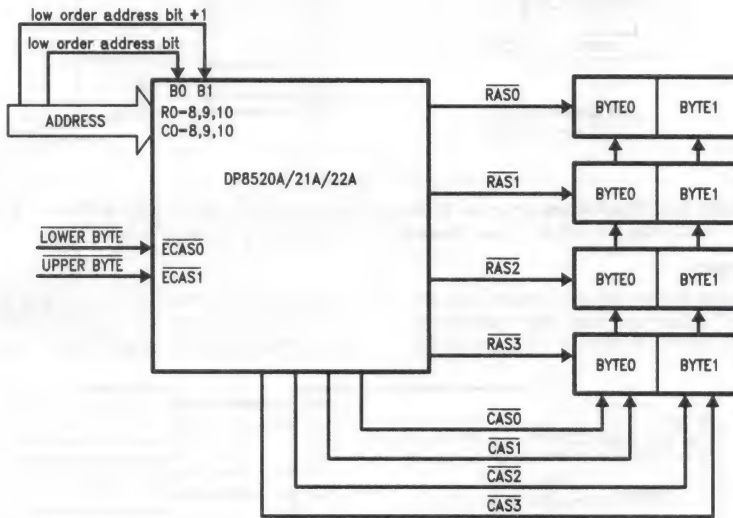 low order address bit +1
low order address bit
B0 B1
ADDRESS
R0-8,9,10
C0-8,9,10
DP8520A/21A/22A
LOWER BYTE
ECAS0
UPPER BYTE
ECAS1
RAS0
BYTE0 BYTE1
RAS1
BYTE0 BYTE1
RAS2
BYTE0 BYTE1
RAS3
BYTE0 BYTE1
CAS0
CAS1
CAS2
CAS3